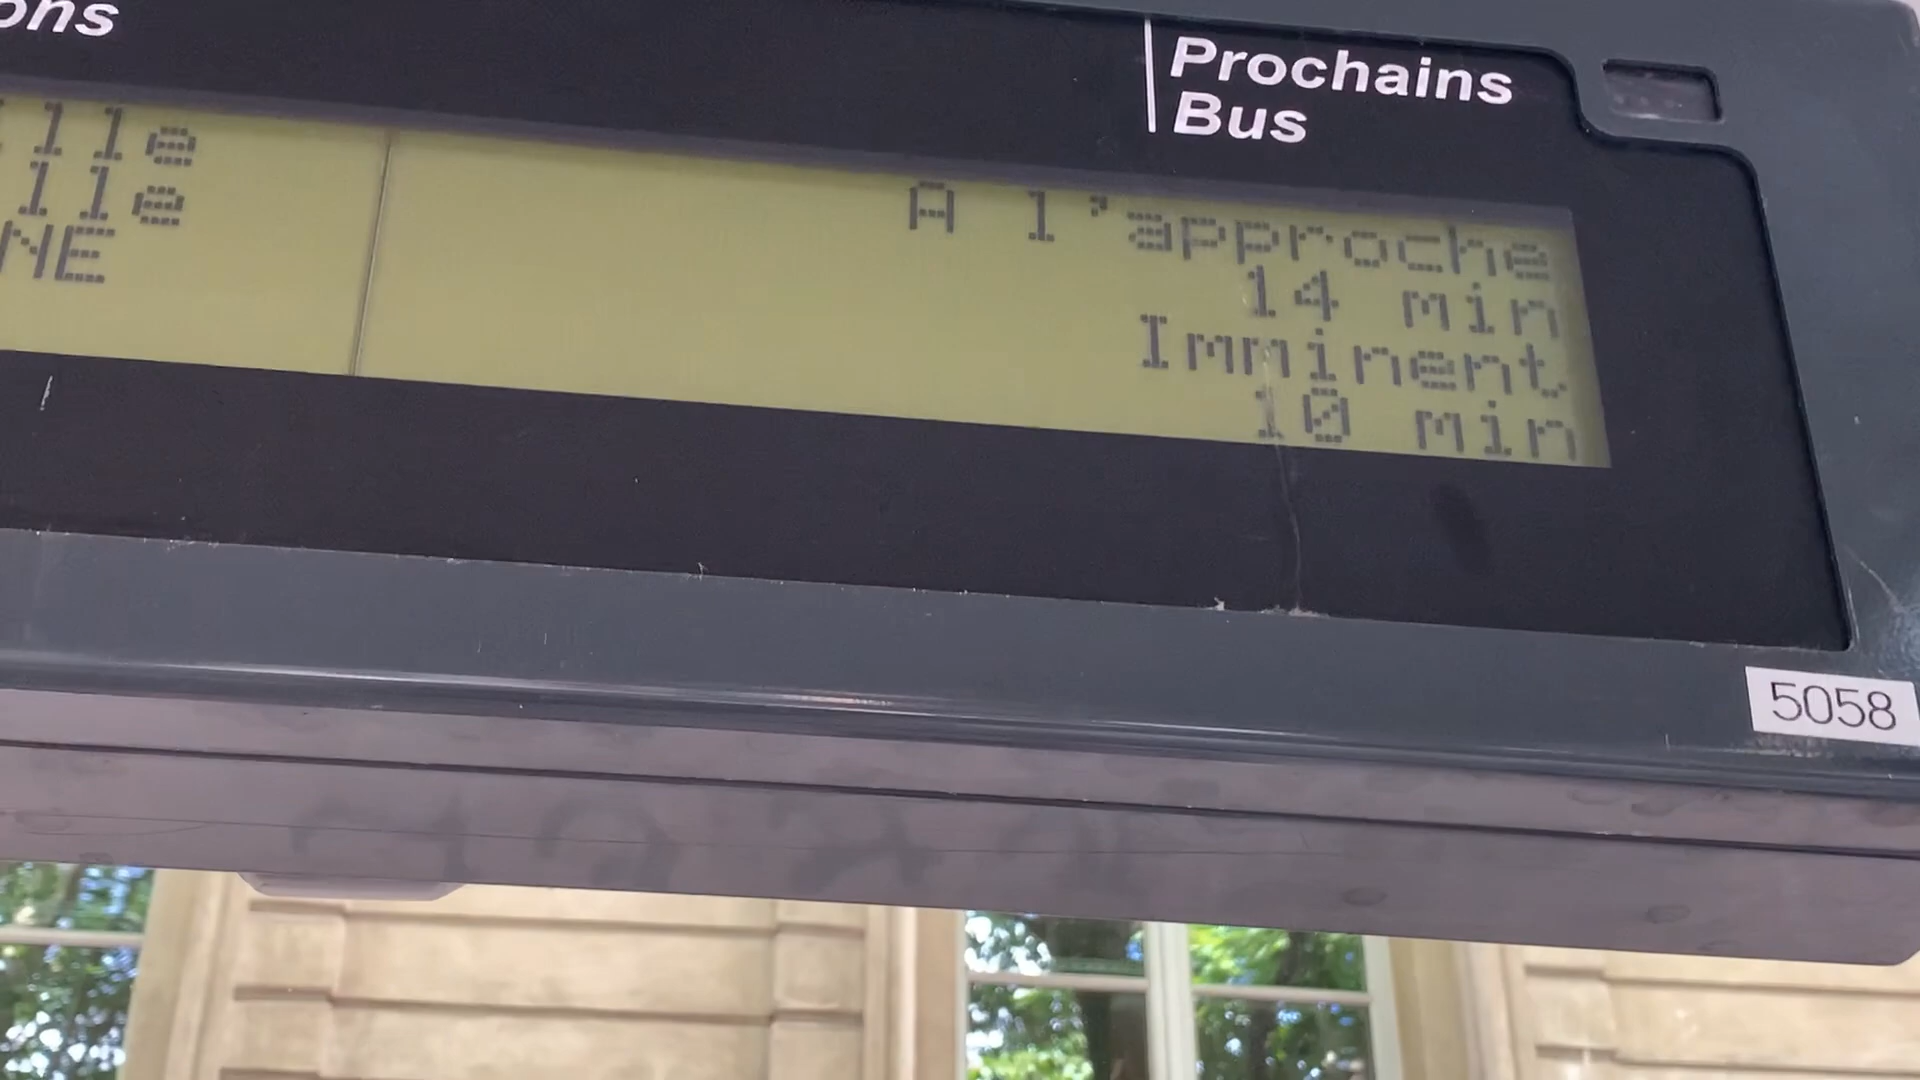 Prochains
Bus
A l'approche
14 min
Imminent
10 min
5058